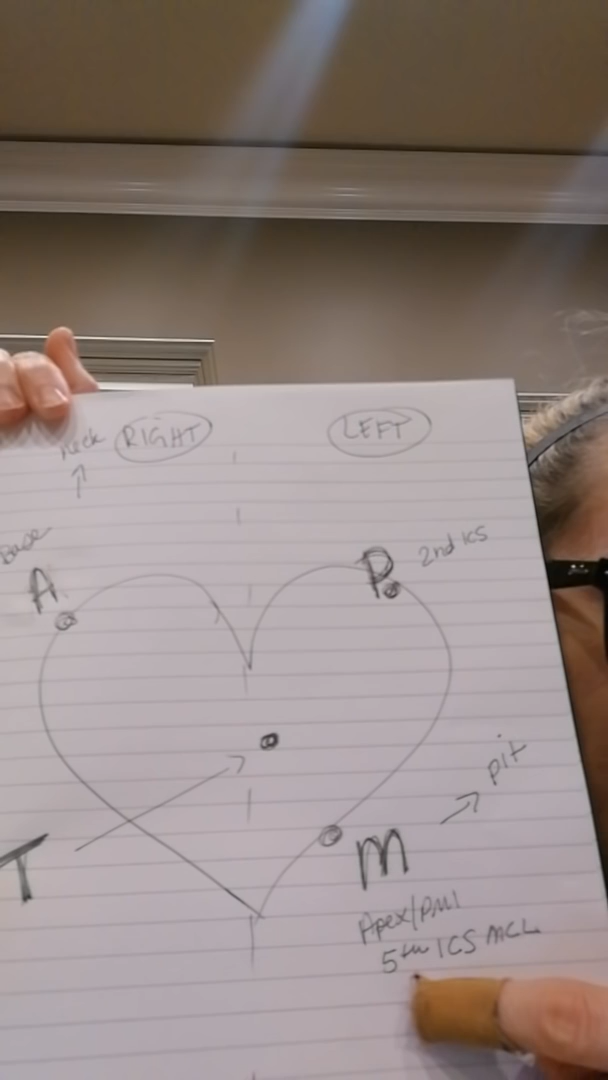 Neck
RIGHT
LEFT
Base
A
P
2nd ICS
T
M
pit
Apex/PMI
5th ICS MCL